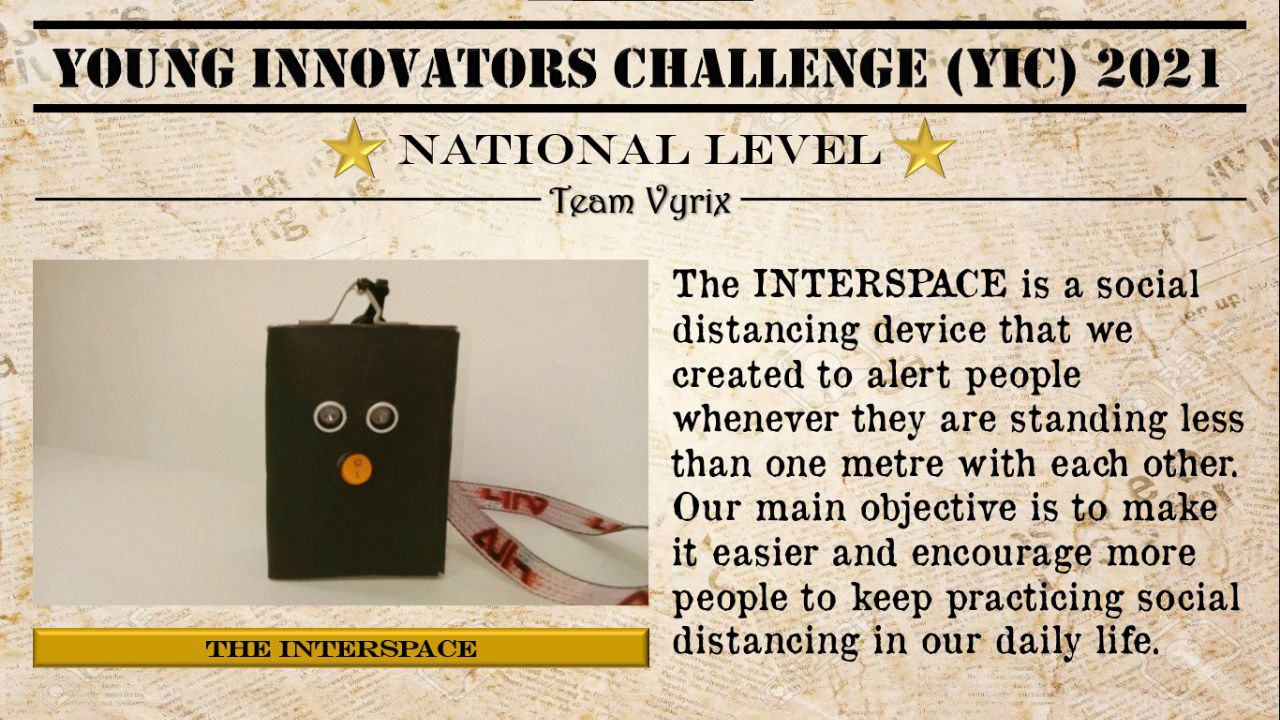 YOUNG INNOVATORS CHALLENGE (YIC) 2021
NATIONAL LEVEL
Team Vyrix
The INTERSPACE is a social
distancing device that we
created to alert people
whenever they are standing less
than one metre with each other.
Our main objective is to make
it easier and encourage more
people to keep practicing social
distancing in our daily life.
THE INTERSPACE